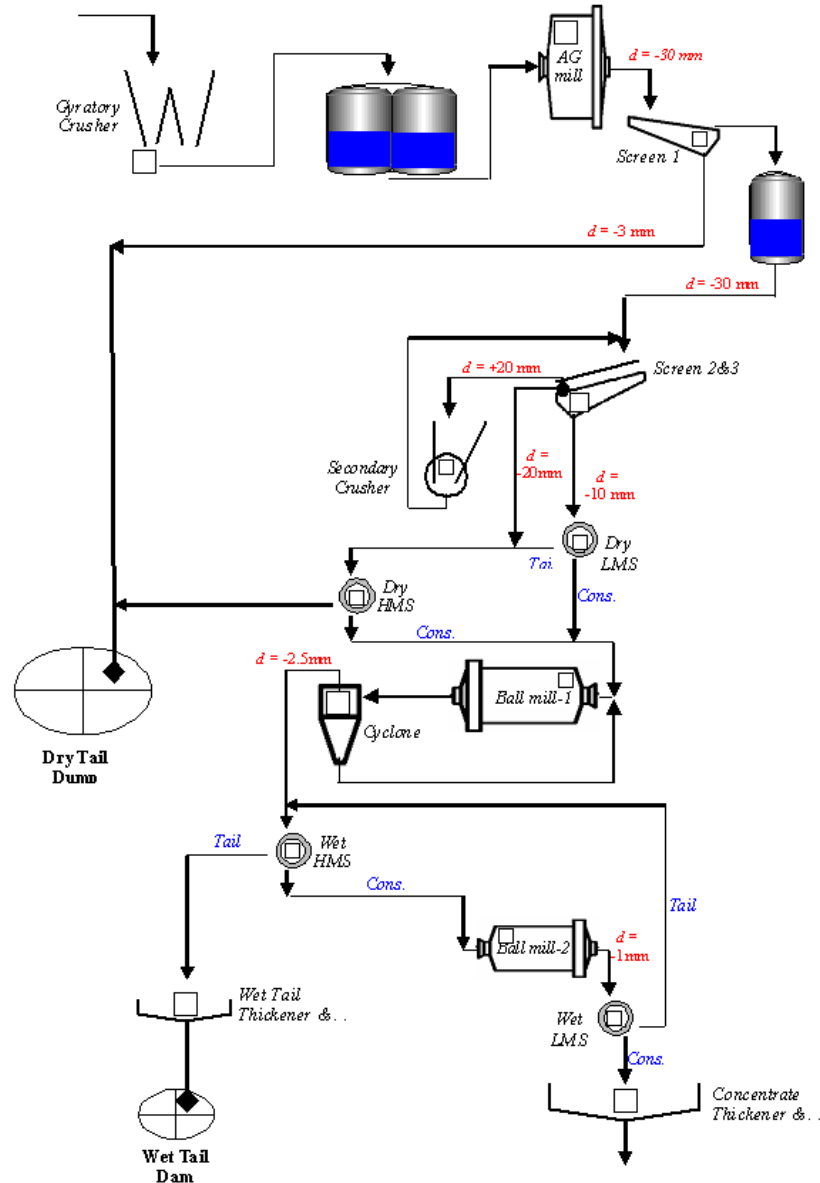 AG
mill
d = -30 mm
Gyratory
Crusher
Screen 1
d = -3 mm
d = -30 mm
Screen 2&3
d = +20 mm
Secondary
Crusher
d =
-20mm
d =
-10 mm
Dry
LMS
Tai.
Dry
HMS
Cons.
Cons.
d = -2.5mm
Ball mill-1
Cyclone
Dry Tail
Dump
Wet
HMS
Tail
Cons.
Tail
Ball mill-2
d =
-1mm
Wet Tail
Thickener &..
Wet
LMS
Cons.
Concentrate
Thickener &..
Wet Tail
Dam